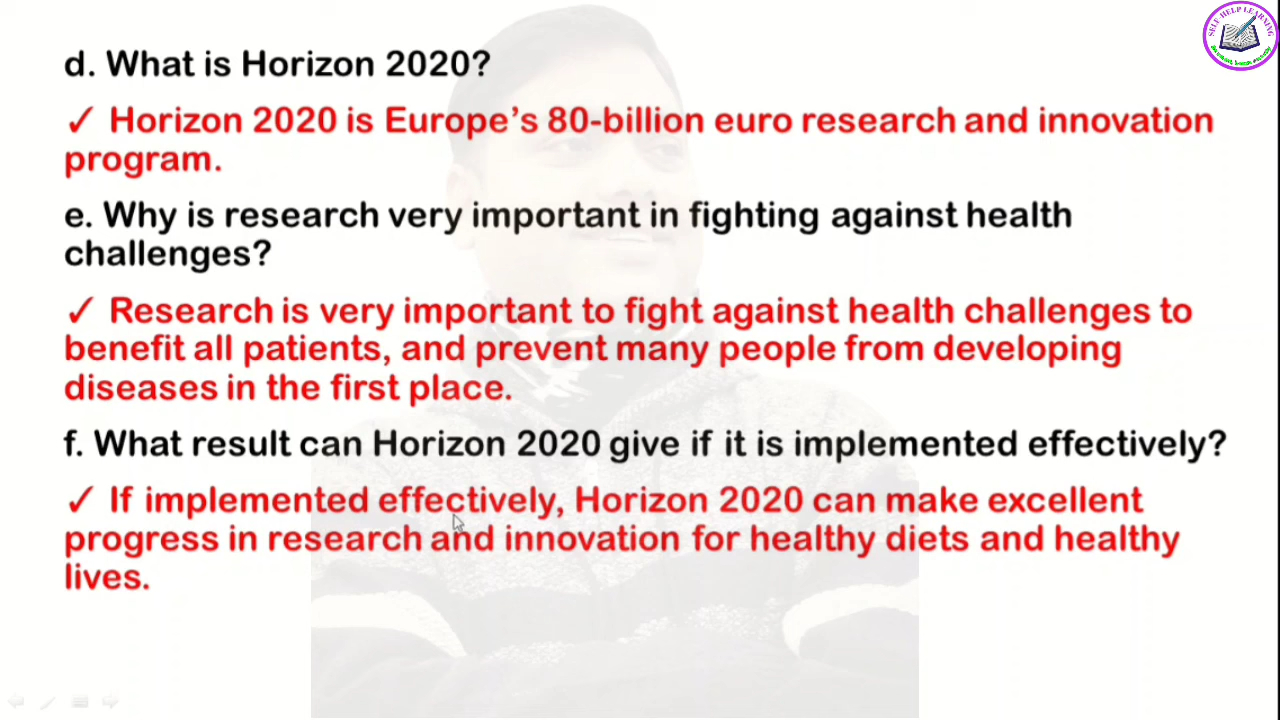 d. What is Horizon 2020?
✓ Horizon 2020 is Europe’s 80-billion euro research and innovation
program.
e. Why is research very important in fighting against health
challenges?
✓ Research is very important to fight against health challenges to
benefit all patients, and prevent many people from developing
diseases in the first place.
f. What result can Horizon 2020 give if it is implemented effectively?
✓ If implemented effectively, Horizon 2020 can make excellent
progress in research and innovation for healthy diets and healthy
lives.
SELF-HELP LEARNING